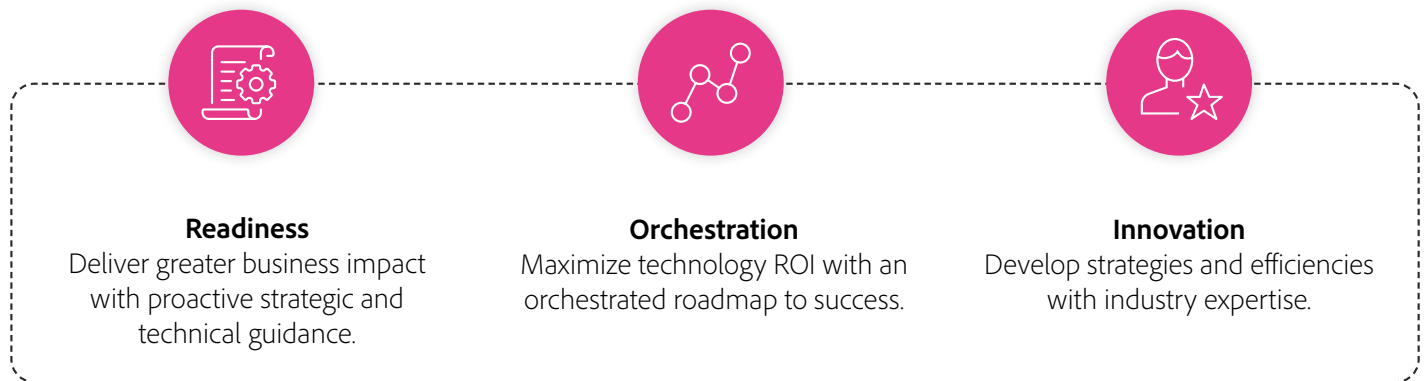 Readiness
Deliver greater business impact
with proactive strategic and
technical guidance.
Orchestration
Maximize technology ROI with an
orchestrated roadmap to success.
Innovation
Develop strategies and efficiencies
with industry expertise.